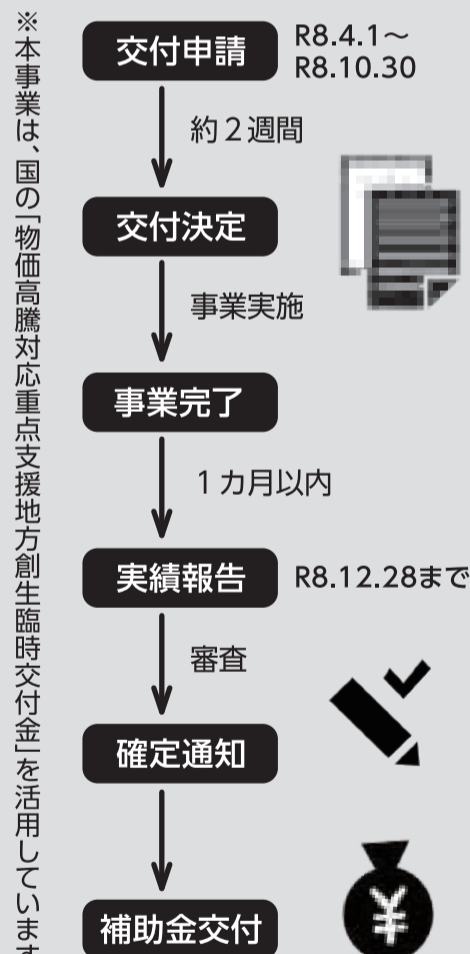 ※本事業は、国の「物価高騰対応重点支援地方創生臨時交付金」を活用しています
交付申請
R8.4.1～
R8.10.30
約2週間
交付決定
事業実施
事業完了
1カ月以内
実績報告
R8.12.28まで
審査
確定通知
補助金交付
¥